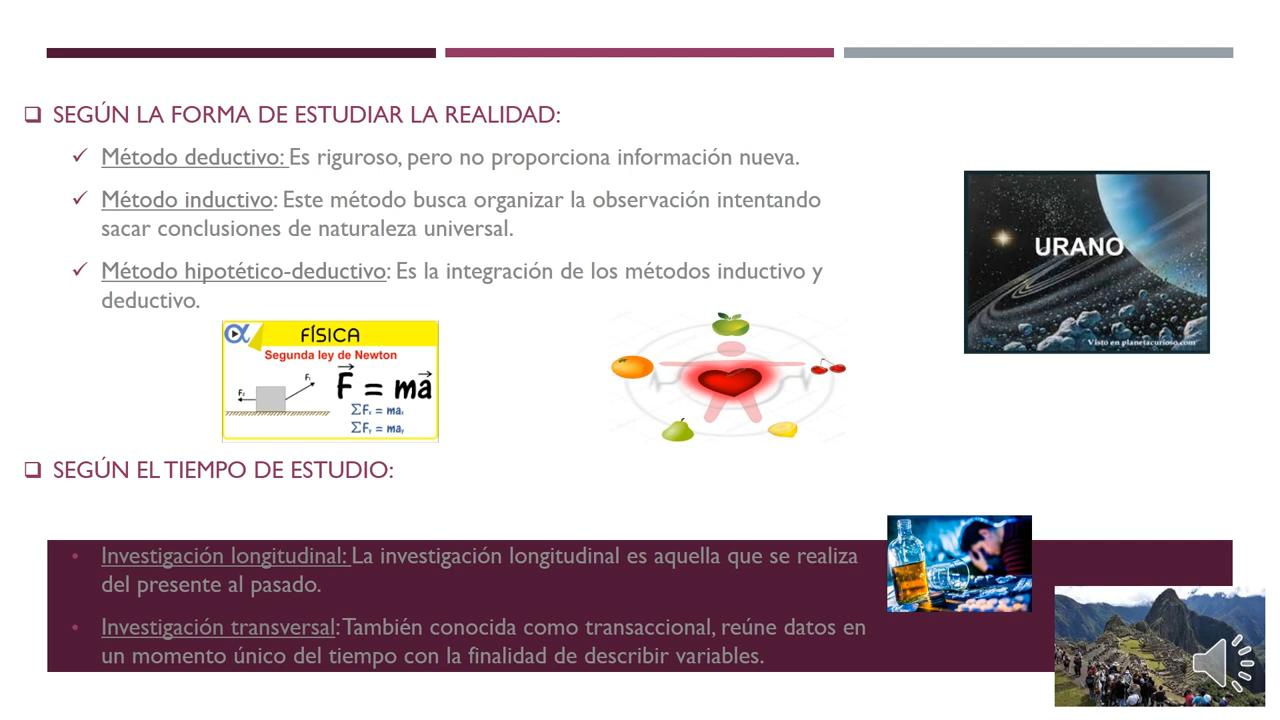 SEGÚN LA FORMA DE ESTUDIAR LA REALIDAD:
Método deductivo: Es riguroso, pero no proporciona información nueva.
Método inductivo: Este método busca organizar la observación intentando
sacar conclusiones de naturaleza universal.
Método hipotético-deductivo: Es la integración de los métodos inductivo y
deductivo.
URANO
Visto en planetacurioso.com
FÍSICA
Segunda ley de Newton
F₂
F₁
F = ma
ΣFₓ = maₓ
ΣFᵧ = maᵧ
SEGÚN EL TIEMPO DE ESTUDIO:
Investigación longitudinal: La investigación longitudinal es aquella que se realiza
del presente al pasado.
Investigación transversal: También conocida como transaccional, reúne datos en
un momento único del tiempo con la finalidad de describir variables.